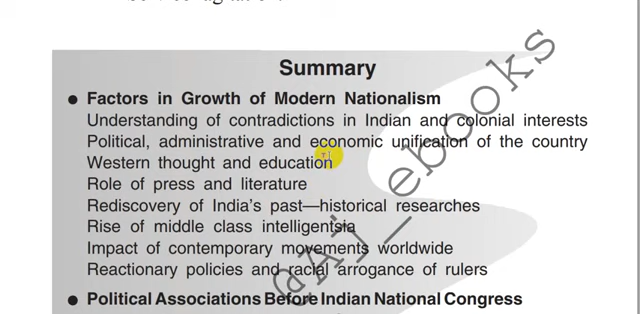 Summary
● Factors in Growth of Modern Nationalism
Understanding of contradictions in Indian and colonial interests
Political, administrative and economic unification of the country
Western thought and education
Role of press and literature
Rediscovery of India's past—historical researches
Rise of middle class intelligentsia
Impact of contemporary movements worldwide
Reactionary policies and racial arrogance of rulers
● Political Associations Before Indian National Congress
@Aj_ebooks